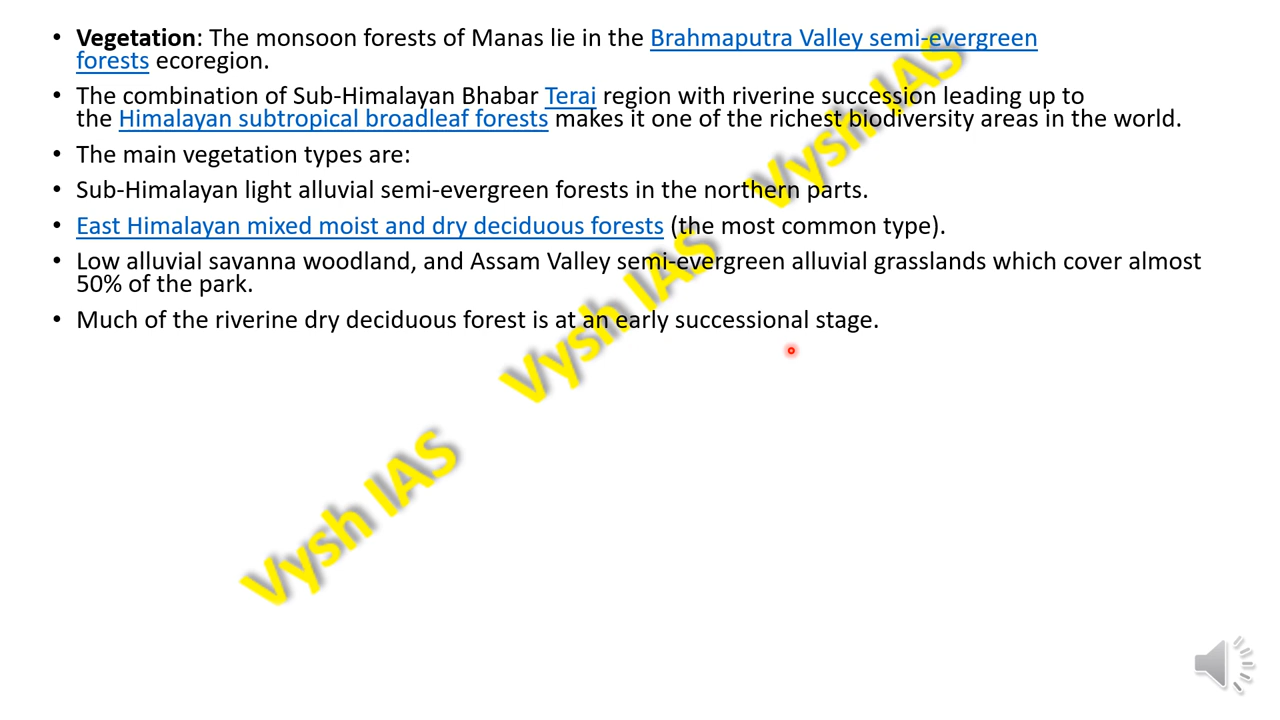 • Vegetation: The monsoon forests of Manas lie in the Brahmaputra Valley semi-evergreen
forests ecoregion.
• The combination of Sub-Himalayan Bhabar Terai region with riverine succession leading up to
the Himalayan subtropical broadleaf forests makes it one of the richest biodiversity areas in the world.
• The main vegetation types are:
• Sub-Himalayan light alluvial semi-evergreen forests in the northern parts.
• East Himalayan mixed moist and dry deciduous forests (the most common type).
• Low alluvial savanna woodland, and Assam Valley semi-evergreen alluvial grasslands which cover almost
50% of the park.
• Much of the riverine dry deciduous forest is at an early successional stage.
Vysh IAS
Vysh IAS
Vysh IAS